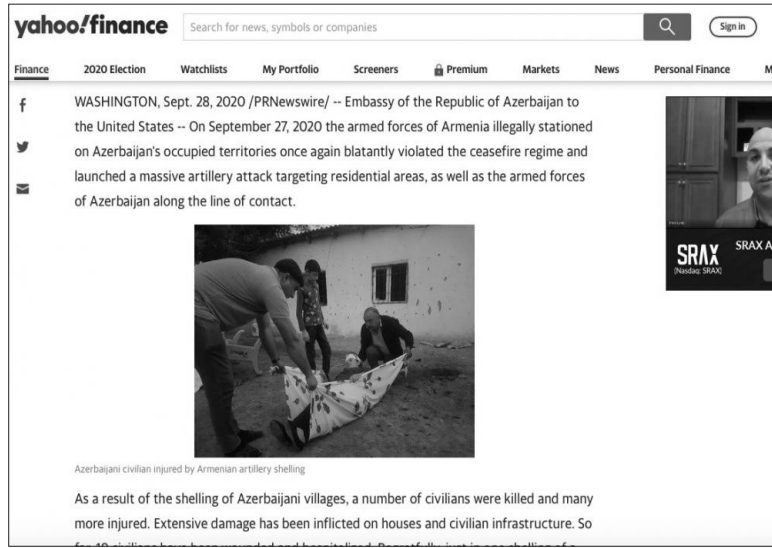 yahoo!finance
Search for news, symbols or companies
Sign in
Finance 2020 Election Watchlists My Portfolio Screeners Premium Markets News Personal Finance M
WASHINGTON, Sept. 28, 2020 /PRNewswire/ -- Embassy of the Republic of Azerbaijan to
the United States -- On September 27, 2020 the armed forces of Armenia illegally stationed
on Azerbaijan's occupied territories once again blatantly violated the ceasefire regime and
launched a massive artillery attack targeting residential areas, as well as the armed forces
of Azerbaijan along the line of contact.
SRAX
[Nasdaq: SRAX]
SRAX A
Azerbaijani civilian injured by Armenian artillery shelling
As a result of the shelling of Azerbaijani villages, a number of civilians were killed and many
more injured. Extensive damage has been inflicted on houses and civilian infrastructure. So